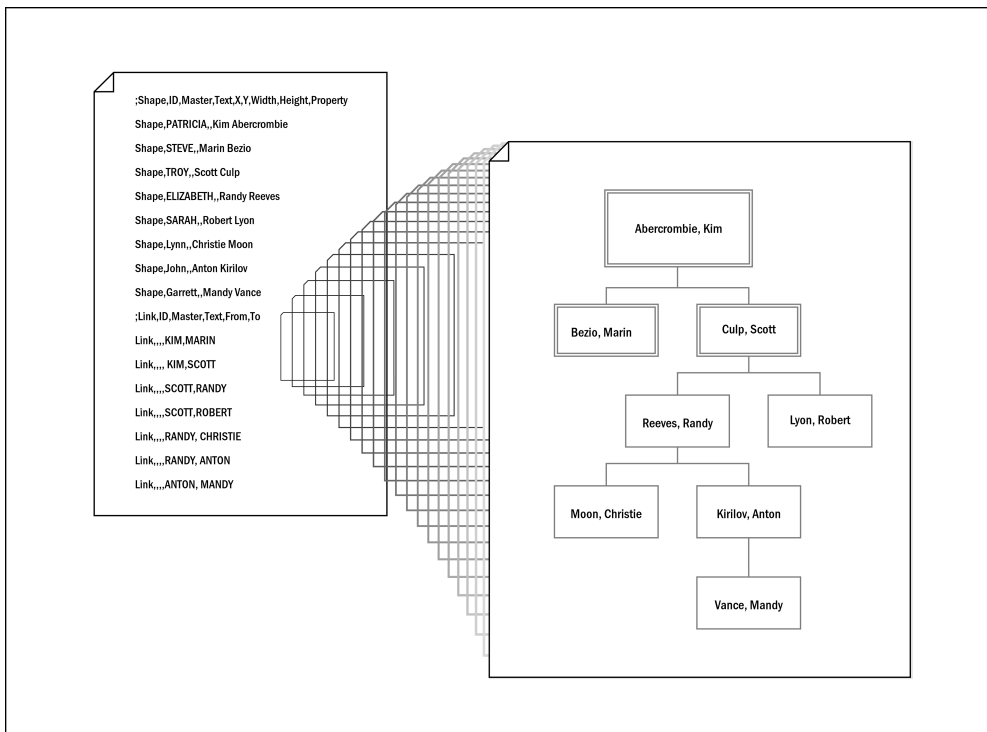 ;Shape,ID,Master,Text,X,Y,Width,Height,Property
Shape,PATRICIA,,Kim Abercrombie
Shape,STEVE,,Marin Bezio
Shape,TROY,,Scott Culp
Shape,ELIZABETH,,Randy Reeves
Shape,SARAH,,Robert Lyon
Shape,Lynn,,Christie Moon
Shape,John,,Anton Kirilov
Shape,Garrett,,Mandy Vance
;Link,ID,Master,Text,From,To
Link,,,,KIM,MARIN
Link,,,, KIM,SCOTT
Link,,,,SCOTT,RANDY
Link,,,,SCOTT,ROBERT
Link,,,,RANDY, CHRISTIE
Link,,,,RANDY, ANTON
Link,,,,ANTON, MANDY
Abercrombie, Kim
Bezio, Marin
Culp, Scott
Reeves, Randy
Lyon, Robert
Moon, Christie
Kirilov, Anton
Vance, Mandy